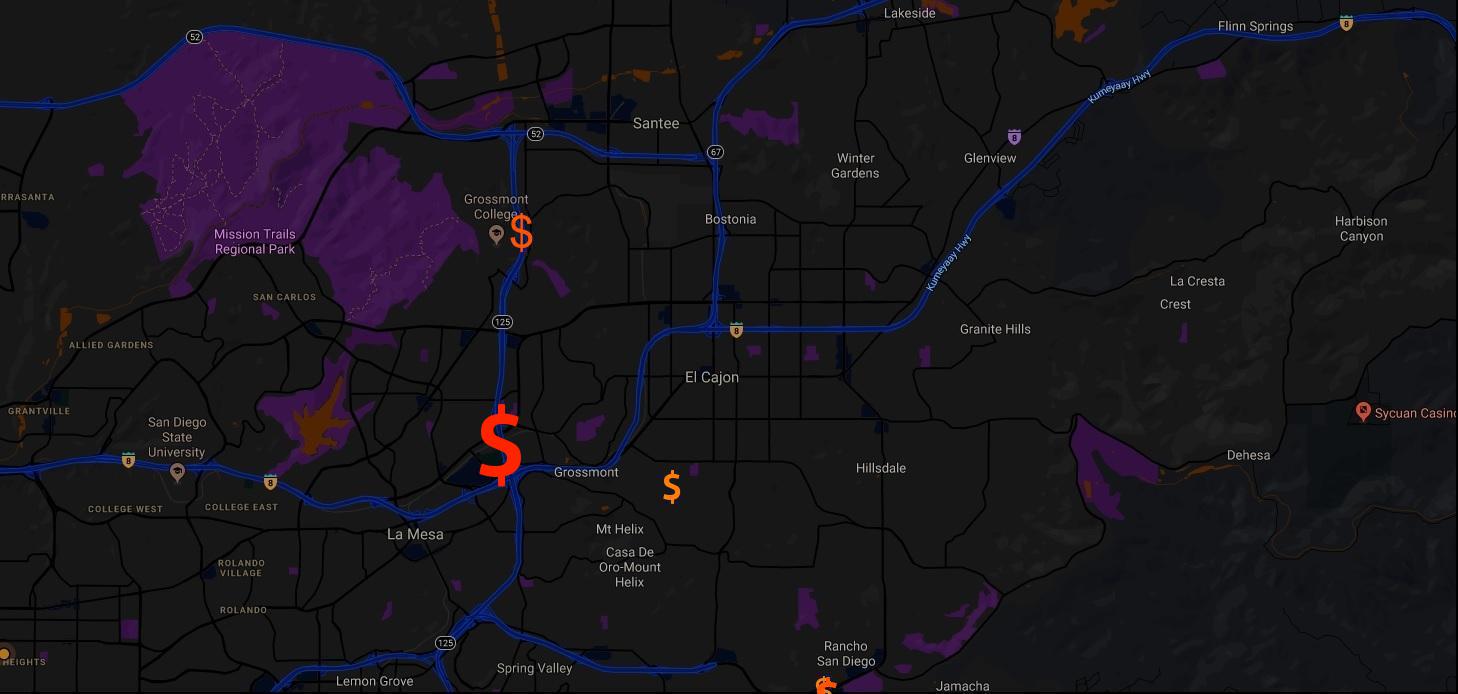 Lakeside
Flinn Springs
8
52
Kumeyaay Hwy
Santee
52
67
8
Glenview
Winter
Gardens
RRASANTA
Grossmont
College
$
Bostonia
Mission Trails
Regional Park
Harbison
Canyon
Kumeyaay Hwy
La Cresta
Crest
SAN CARLOS
125
8
Granite Hills
ALLIED GARDENS
El Cajon
GRANTVILLE
San Diego
State
University
$
Sycuan Casino
8
8
Grossmont
$
Hillsdale
Dehesa
COLLEGE WEST
COLLEGE EAST
La Mesa
Mt Helix
Casa De
Oro-Mount
Helix
ROLANDO
VILLAGE
ROLANDO
125
HEIGHTS
Spring Valley
Rancho
San Diego
Lemon Grove
$
Jamacha